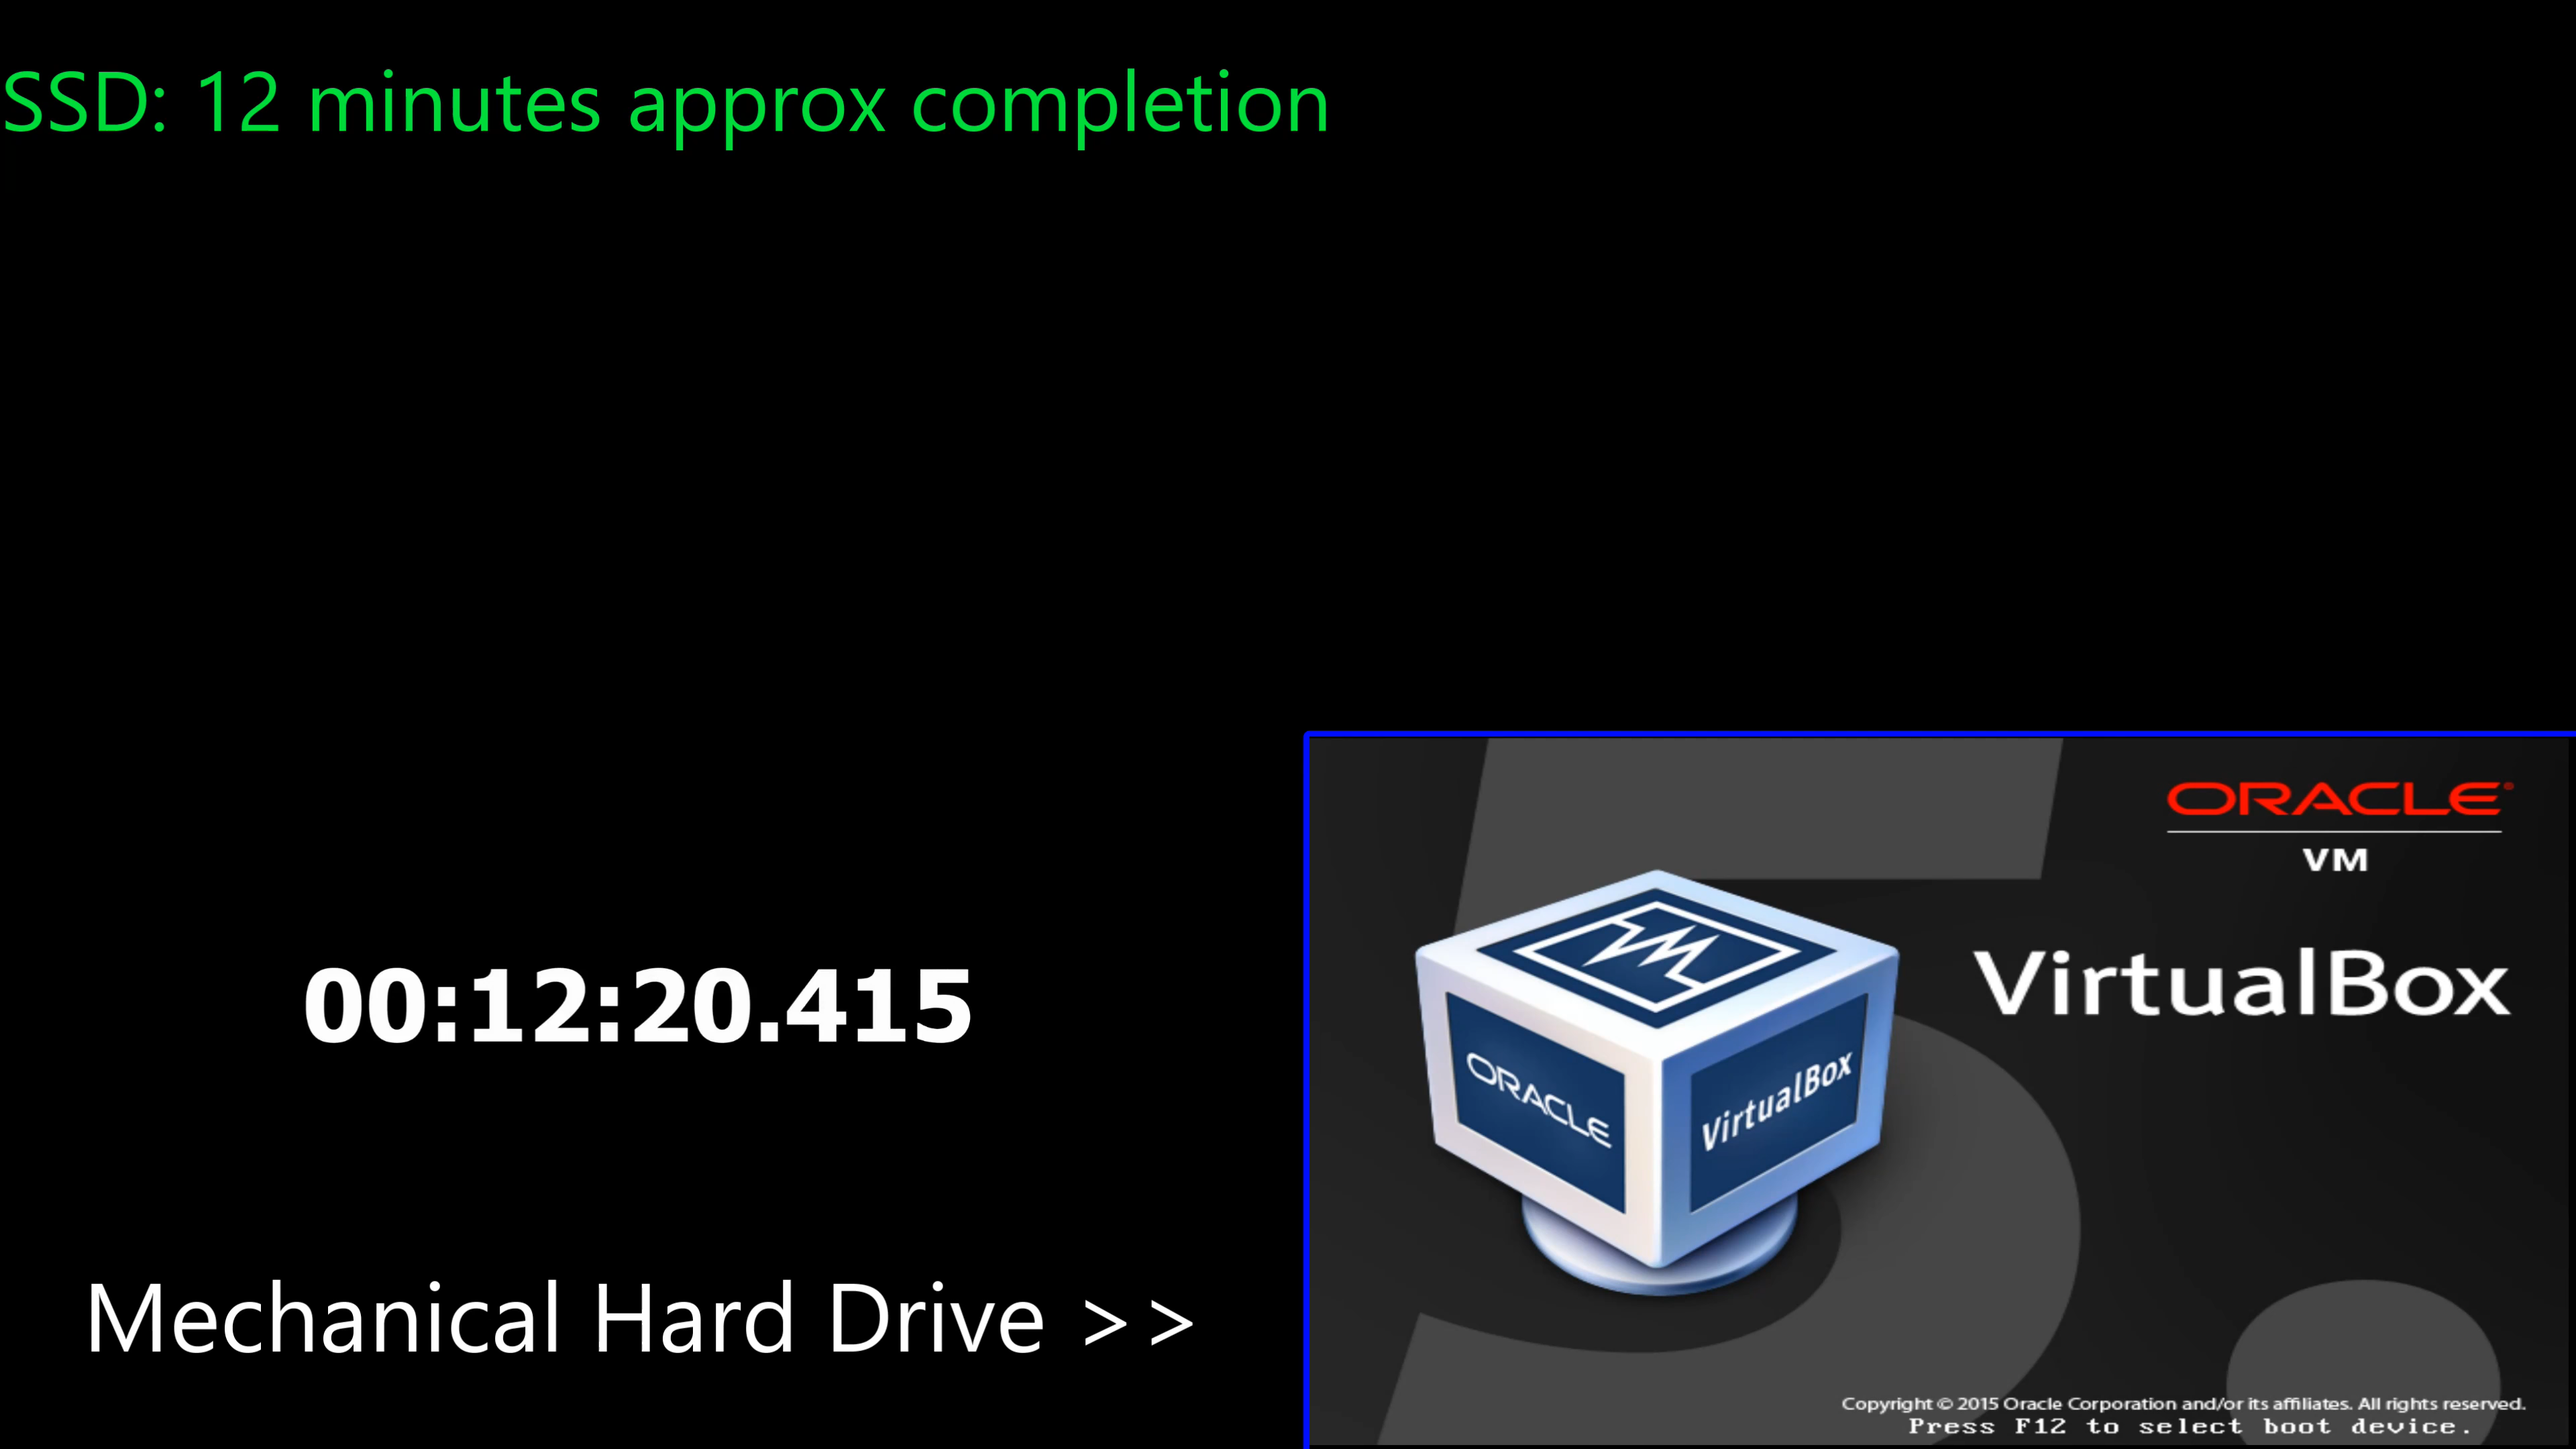 SSD: 12 minutes approx completion
ORACLE®
VM
VirtualBox
ORACLE
VirtualBox
00:12:20.415
Mechanical Hard Drive >>
Copyright © 2015 Oracle Corporation and/or its affiliates. All rights reserved.
Press F12 to select boot device.